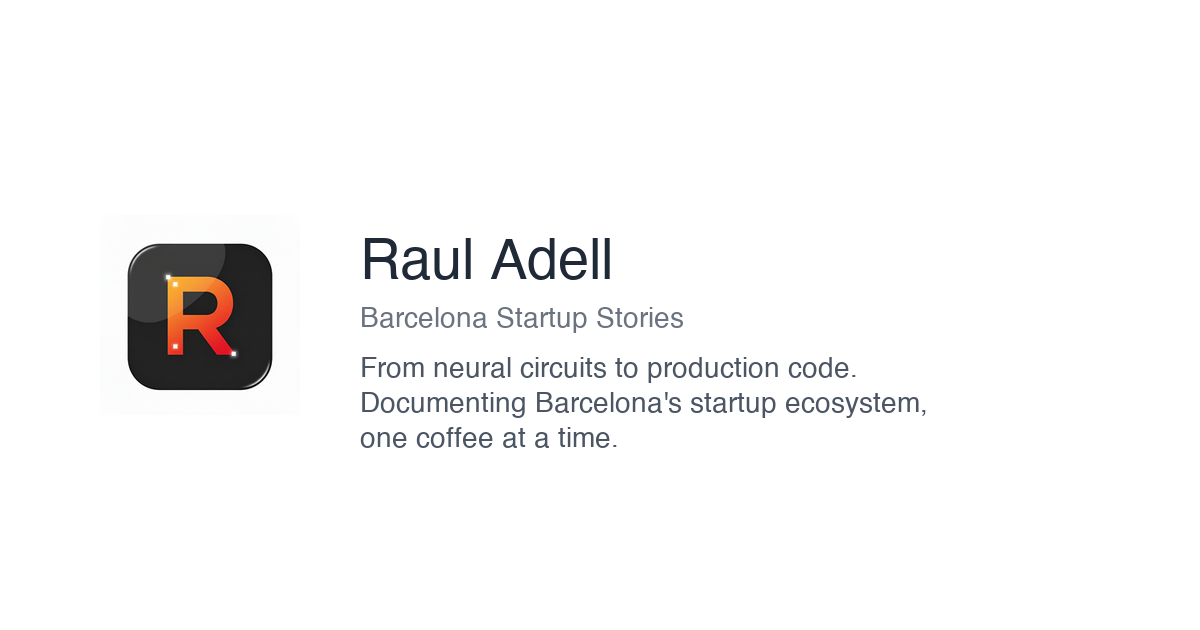 R
Raul Adell
Barcelona Startup Stories
From neural circuits to production code.
Documenting Barcelona's startup ecosystem,
one coffee at a time.